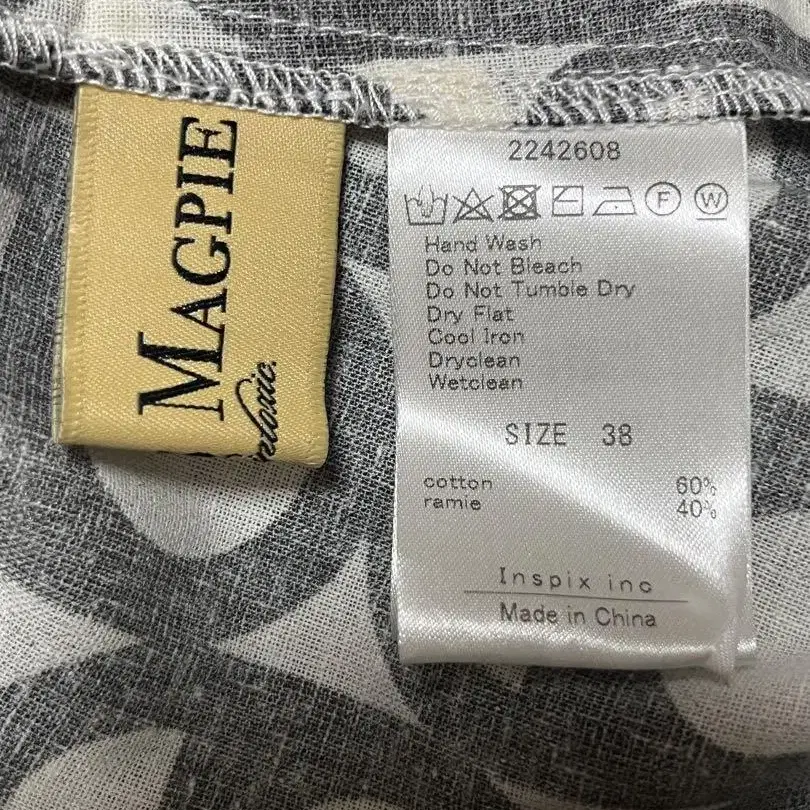 MAGPIE
2242608
F W
Hand Wash
Do Not Bleach
Do Not Tumble Dry
Dry Flat
Cool Iron
Dryclean
Wetclean
SIZE 38
cotton 60%
ramie 40%
Inspix inc
Made in China